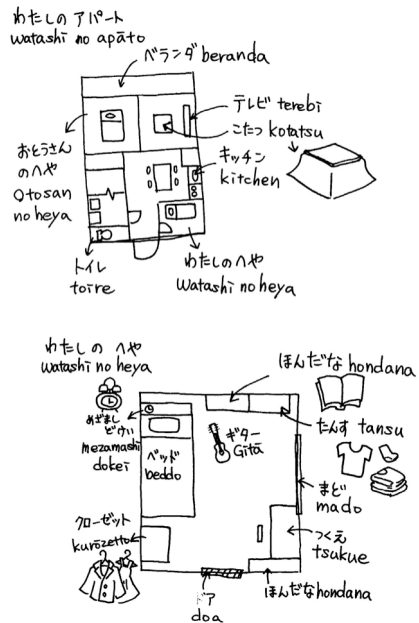 わたしの アパート
watashi no apāto
ベランダ beranda
テレビ terebi
こたつ kotatsu
おとうさん
のへや
Otosan
no heya
キッチン
kitchen
トイレ
toire
わたしのへや
watashi no heya
わたしの へや
watashi no heya
ほんだな hondana
たんす tansu
めざまし
どけい
mezamashi
dokei
ベッド
beddo
ギター
Gitā
まど
mado
つくえ
tsukue
クローゼット
kurōzetto
ドア
doa
ほんだな hondana